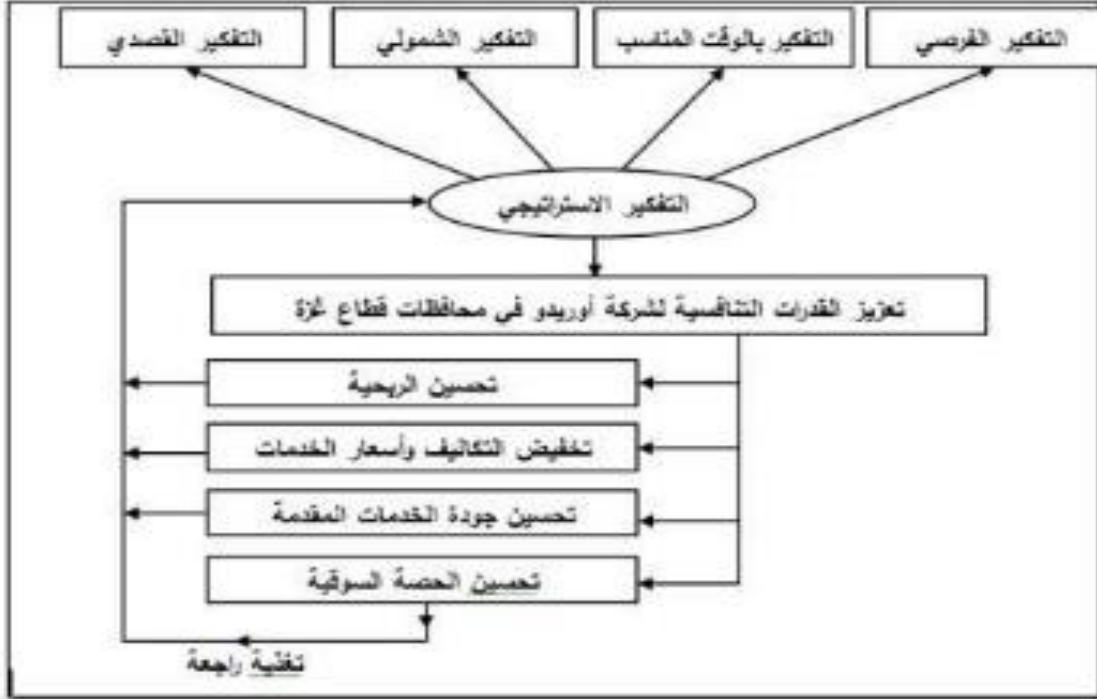 التفكير الفرصي
التفكير بالوقت المناسب
التفكير الشمولي
التفكير القصدي
التفكير الاستراتيجي
تعزيز القدرات التنافسية لشركة أوريدو في محافظات قطاع غزة
تحسين الربحية
تخفيض التكاليف وأسعار الخدمات
تحسين جودة الخدمات المقدمة
تحسين الحصة السوقية
تغذية راجعة